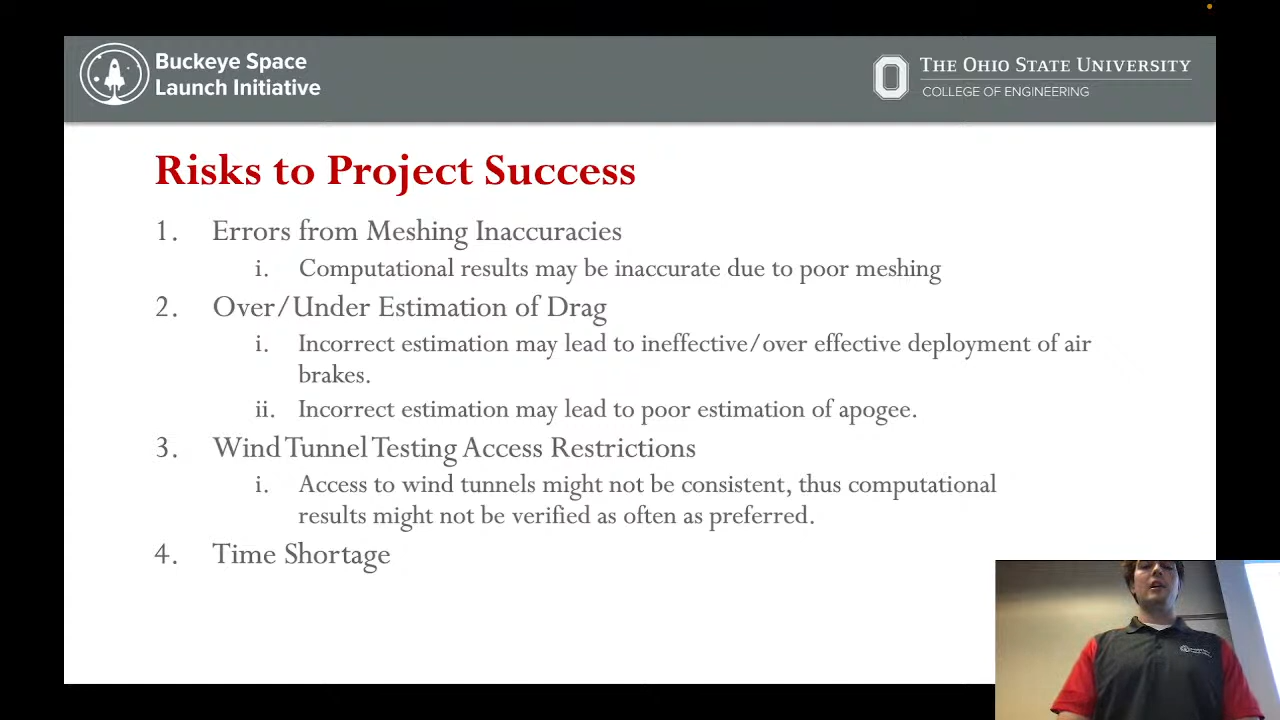 Buckeye Space
Launch Initiative
THE OHIO STATE UNIVERSITY
COLLEGE OF ENGINEERING
Risks to Project Success
1. Errors from Meshing Inaccuracies
i. Computational results may be inaccurate due to poor meshing
2. Over/Under Estimation of Drag
i. Incorrect estimation may lead to ineffective/over effective deployment of air
brakes.
ii. Incorrect estimation may lead to poor estimation of apogee.
3. Wind Tunnel Testing Access Restrictions
i. Access to wind tunnels might not be consistent, thus computational
results might not be verified as often as preferred.
4. Time Shortage